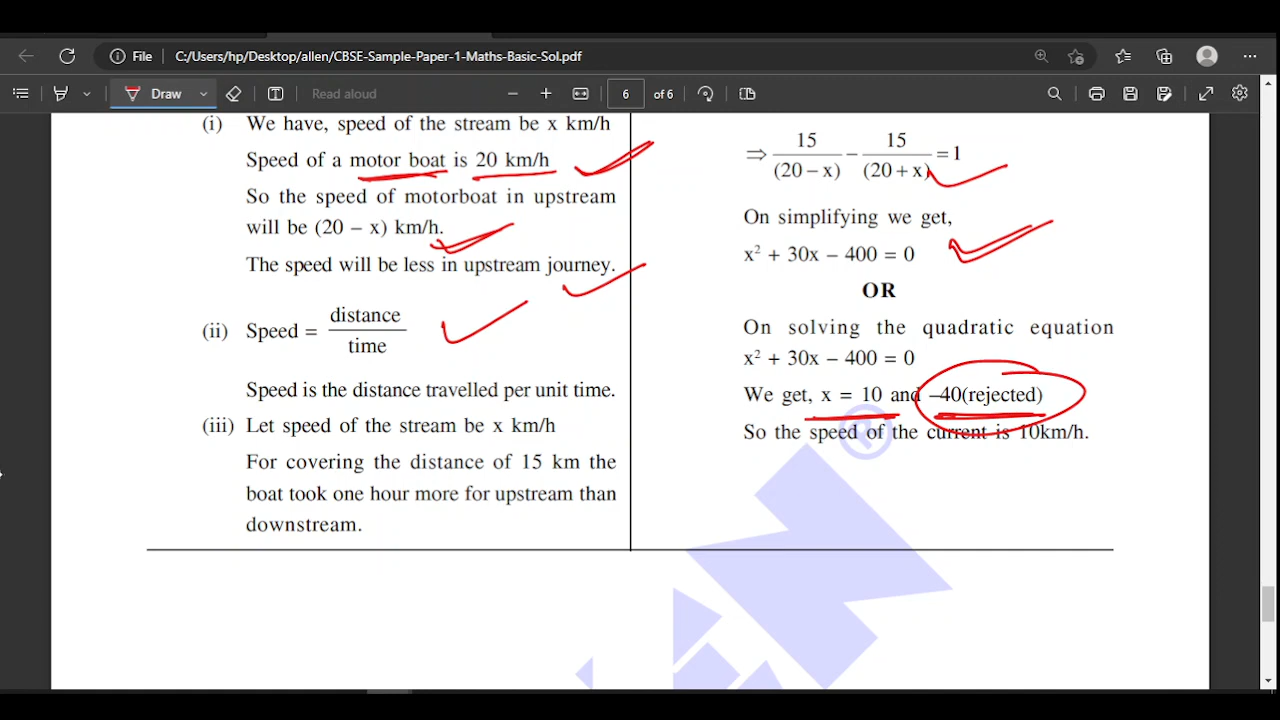 File C:/Users/hp/Desktop/allen/CBSE-Sample-Paper-1-Maths-Basic-Sol.pdf
Draw Read aloud 6 of 6
(i) We have, speed of the stream be x km/h
Speed of a motor boat is 20 km/h
So the speed of motorboat in upstream
will be (20 – x) km/h.
The speed will be less in upstream journey.
(ii) Speed = distance / time
Speed is the distance travelled per unit time.
(iii) Let speed of the stream be x km/h
For covering the distance of 15 km the
boat took one hour more for upstream than
downstream.
⇒ 15/(20 – x) – 15/(20 + x) = 1
On simplifying we get,
x² + 30x – 400 = 0
OR
On solving the quadratic equation
x² + 30x – 400 = 0
We get, x = 10 and –40(rejected)
So the speed of the current is 10km/h.
®